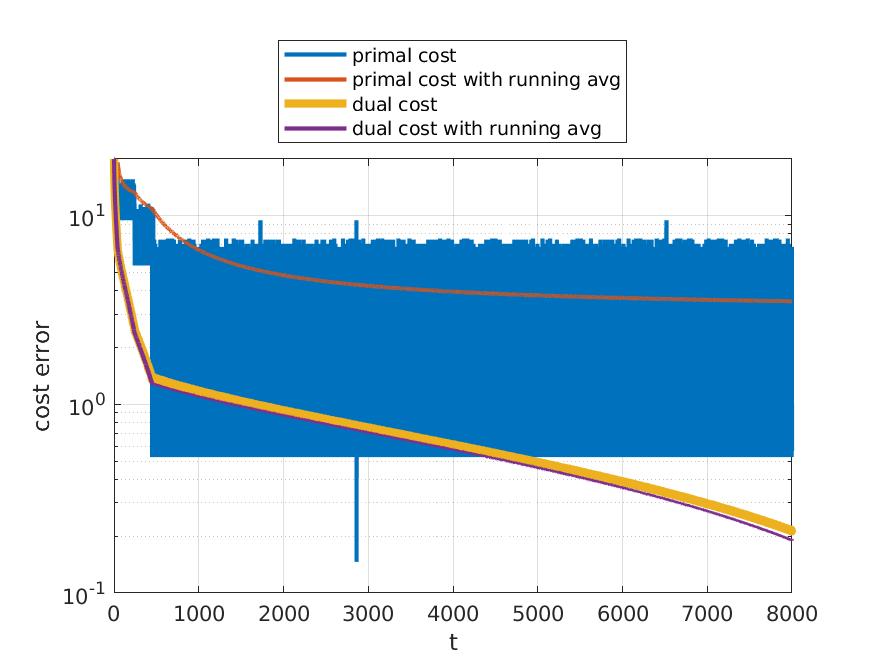 primal cost
primal cost with running avg
dual cost
dual cost with running avg
10^1
10^0
10^-1
cost error
0 1000 2000 3000 4000 5000 6000 7000 8000
t